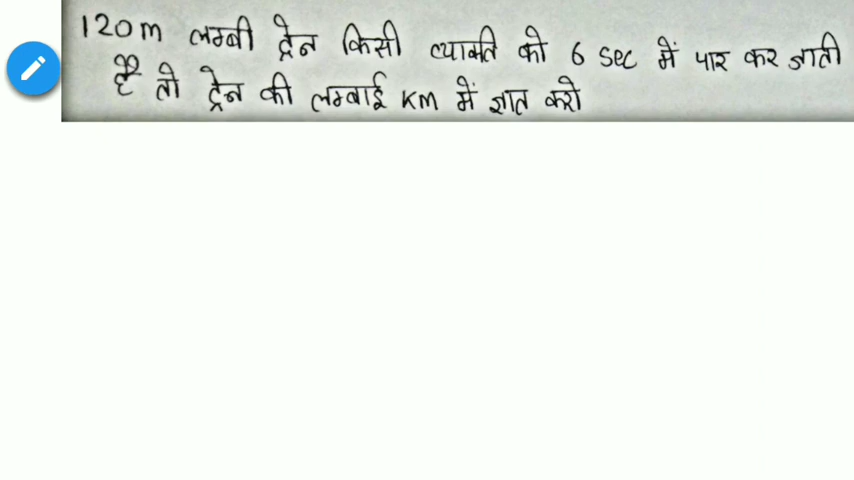 120m लम्बी ट्रेन किसी व्यक्ति को 6 sec में पार कर जाती
है तो ट्रेन की लम्बाई KM में ज्ञात करो